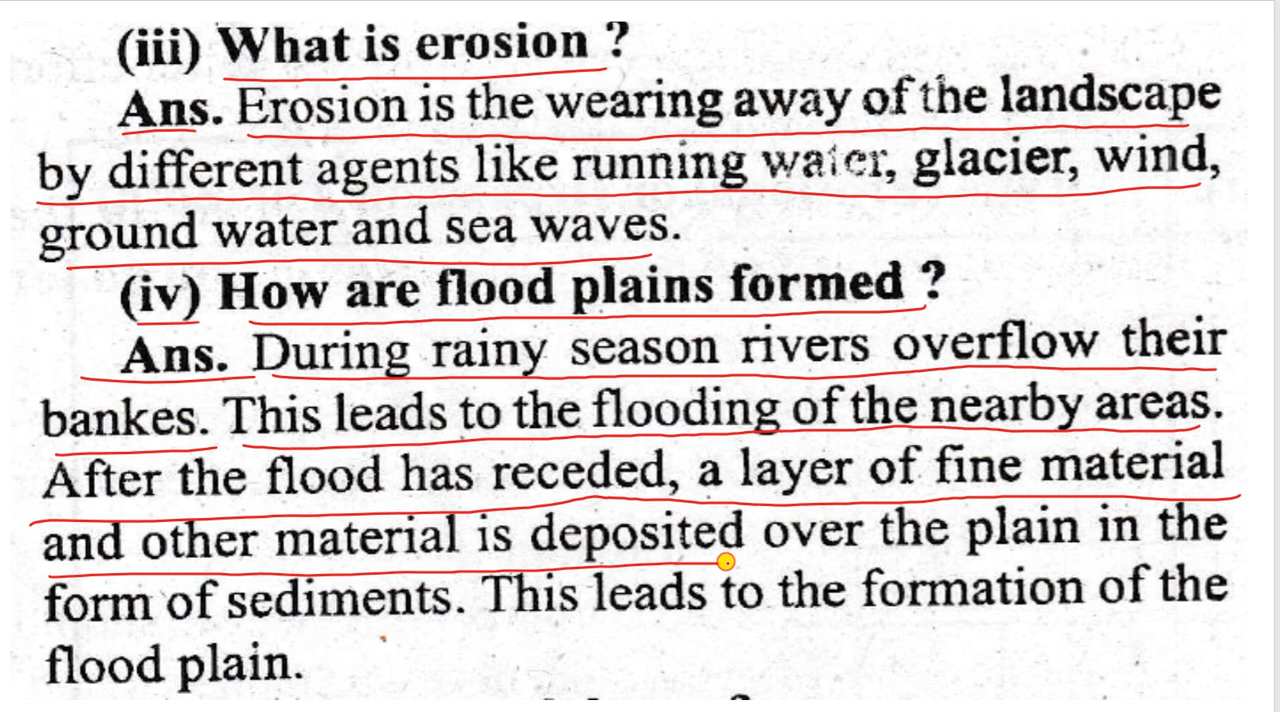 (iii) What is erosion ?
Ans. Erosion is the wearing away of the landscape
by different agents like running water, glacier, wind,
ground water and sea waves.
(iv) How are flood plains formed ?
Ans. During rainy season rivers overflow their
bankes. This leads to the flooding of the nearby areas.
After the flood has receded, a layer of fine material
and other material is deposited over the plain in the
form of sediments. This leads to the formation of the
flood plain.